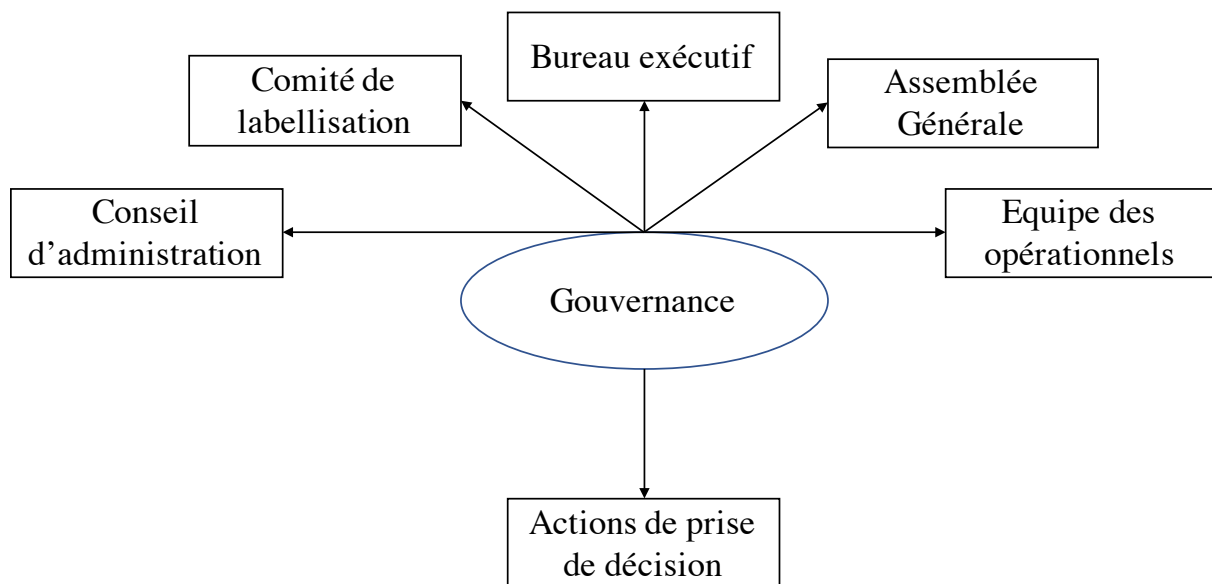 Bureau exécutif
Comité de
labellisation
Assemblée
Générale
Conseil
d’administration
Equipe des
opérationnels
Gouvernance
Actions de prise
de décision